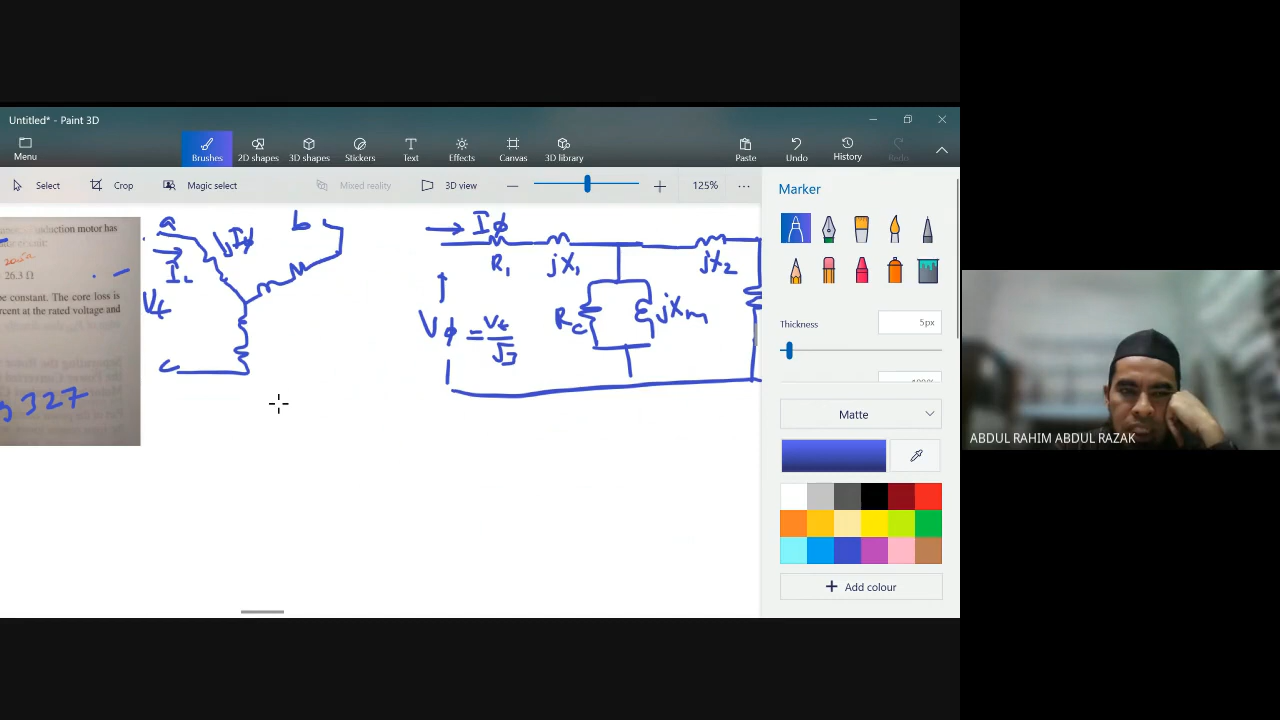 Untitled* - Paint 3D
Menu
Brushes
2D shapes
3D shapes
Stickers
Text
Effects
Canvas
3D library
Paste
Undo
History
Redo
Select
Crop
Magic select
Mixed reality
3D view
125%
Marker
Thickness
5px
Matte
Add colour
duction motor has
26.3 Ω
be constant. The core loss is
percent at the rated voltage and
327
a
b
Iϕ
IL
Vt
c
Iϕ
R1
jX1
jX2
Vϕ = Vt/√3
Rc
jXm
ABDUL RAHIM ABDUL RAZAK